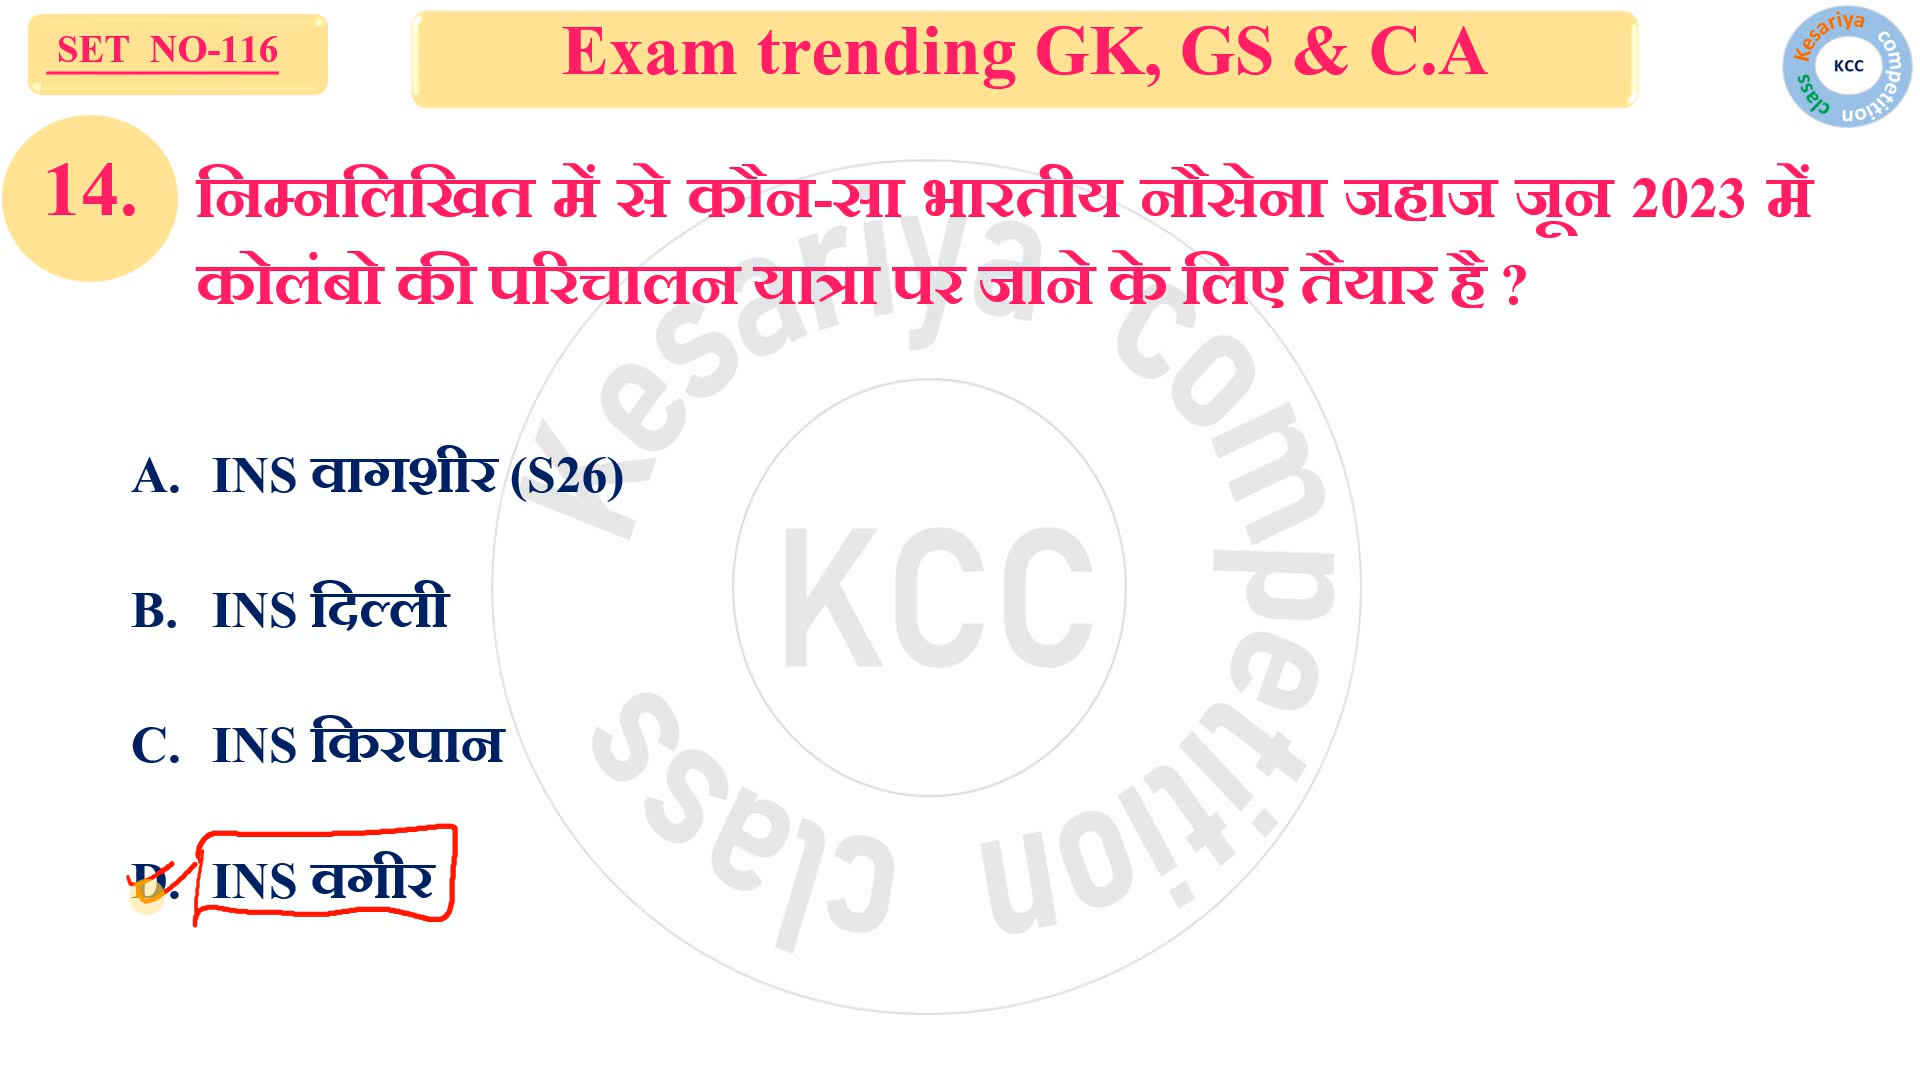 SET NO-116
Exam trending GK, GS & C.A
Kesariya competition class
KCC
14. निम्नलिखित में से कौन-सा भारतीय नौसेना जहाज जून 2023 में
कोलंबो की परिचालन यात्रा पर जाने के लिए तैयार है ?
Kesariya competition class
KCC
A. INS वागशीर (S26)
B. INS दिल्ली
C. INS किरपान
D. INS वगीर